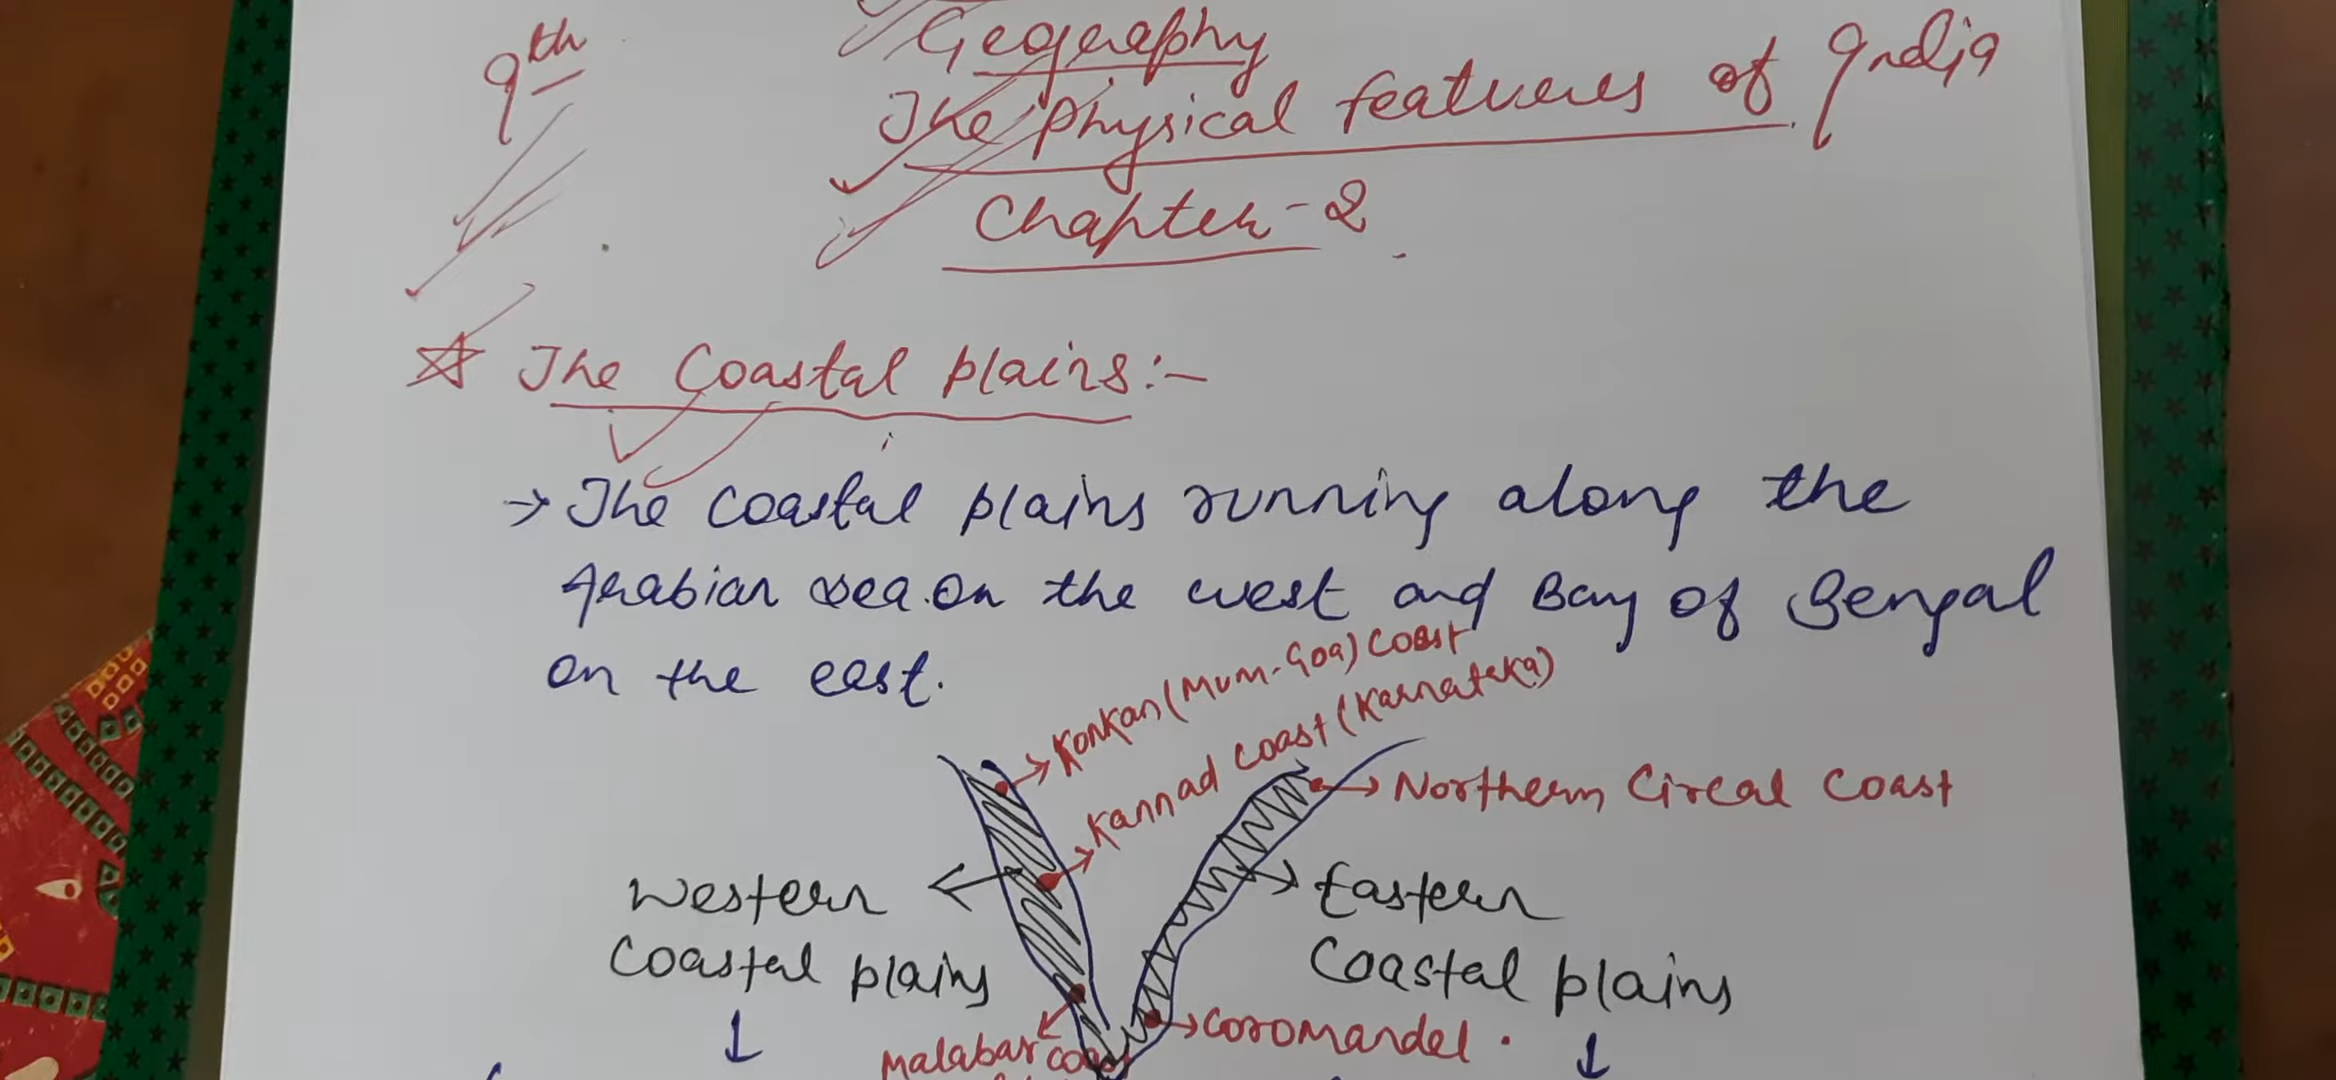 9th
Geography
The physical features of India
Chapter-2
The Coastal plains:-
→ The coastal plains running along the
Arabian sea on the west and Bay of Bengal
on the east.
Konkan (Mum-Goa) Coast
Kannad Coast (Karnataka)
Northern Circal Coast
Western
Coastal plains
Eastern
Coastal plains
Malabar Coast
Coromandel